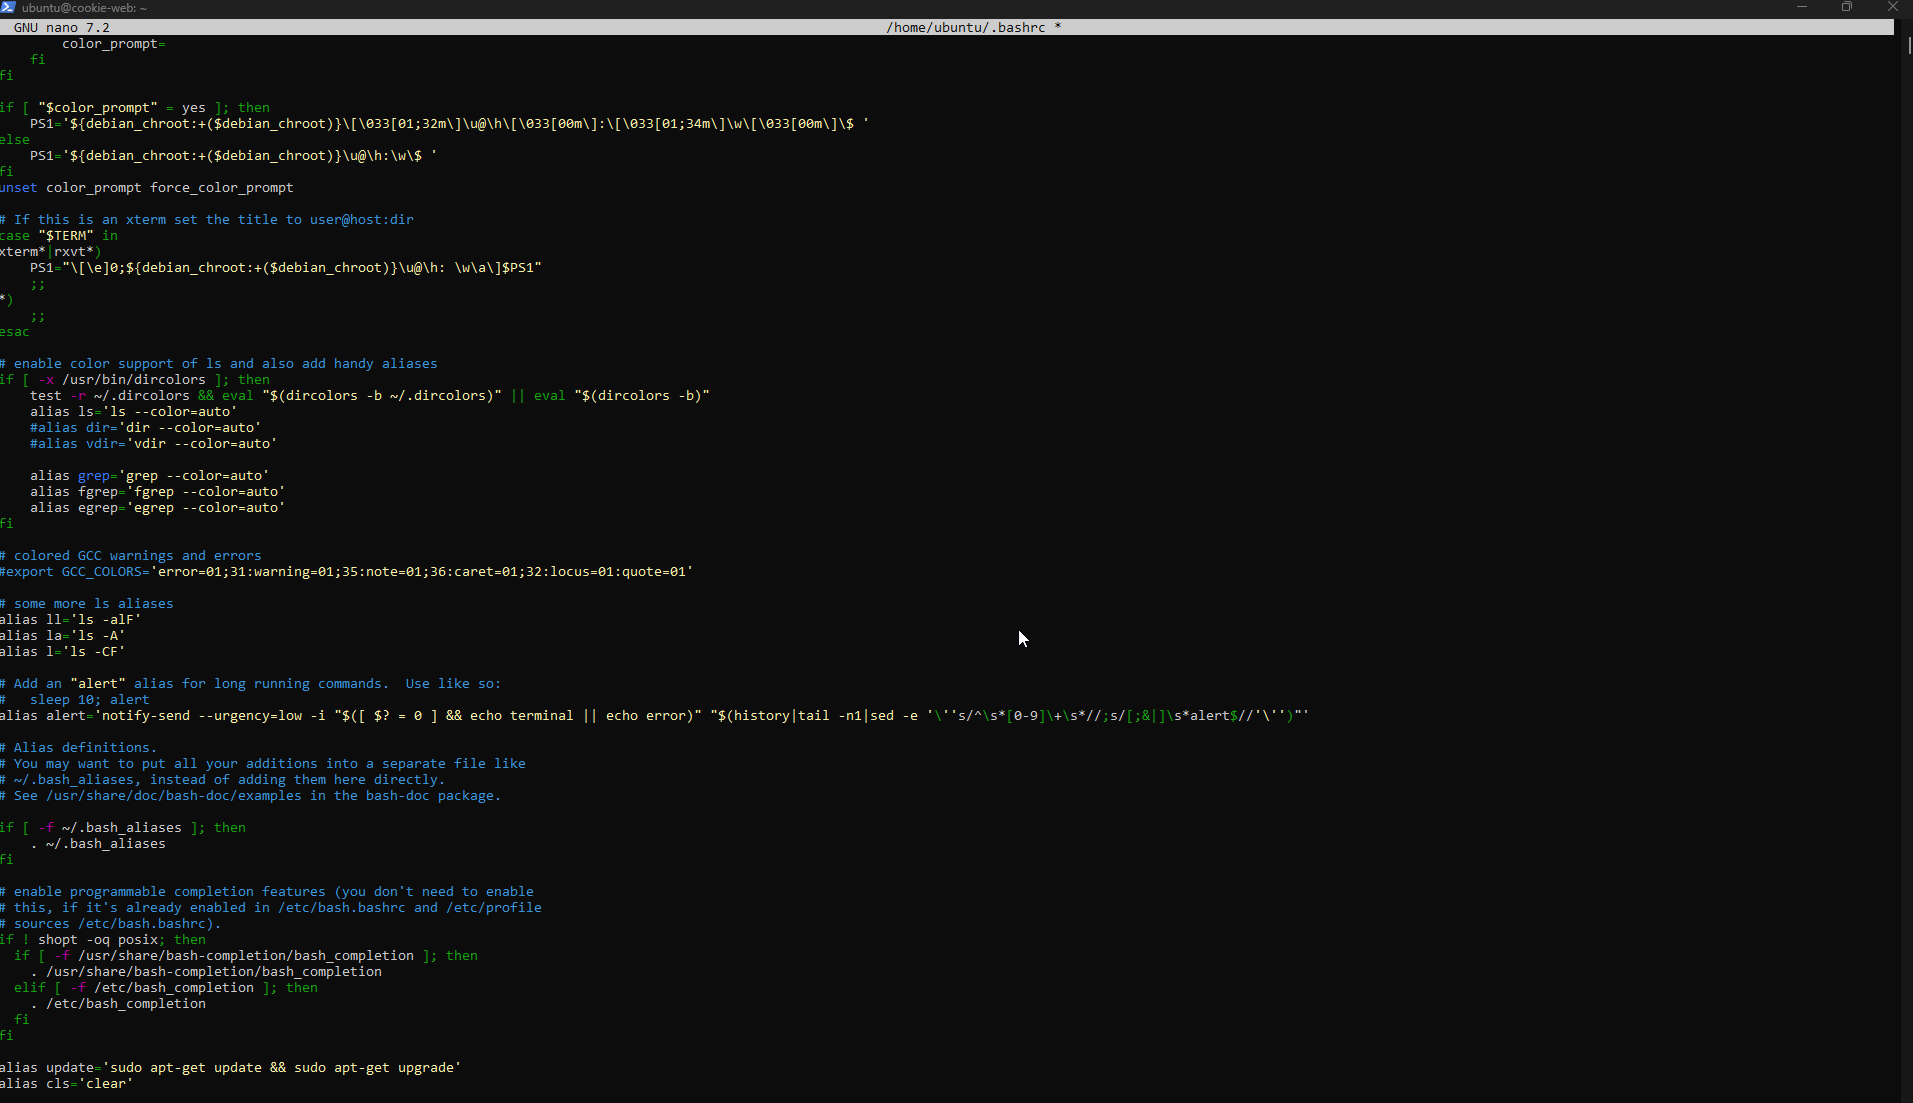 ubuntu@cookie-web: ~
GNU nano 7.2 /home/ubuntu/.bashrc *
color_prompt=
fi
fi
if [ "$color_prompt" = yes ]; then
PS1='${debian_chroot:+($debian_chroot)}\[\033[01;32m\]\u@\h\[\033[00m\]:\[\033[01;34m\]\w\[\033[00m\]\$ '
else
PS1='${debian_chroot:+($debian_chroot)}\u@\h:\w\$ '
fi
unset color_prompt force_color_prompt
# If this is an xterm set the title to user@host:dir
case "$TERM" in
xterm*|rxvt*)
PS1="\[\e]0;${debian_chroot:+($debian_chroot)}\u@\h: \w\a\]$PS1"
;;
*)
;;
esac
# enable color support of ls and also add handy aliases
if [ -x /usr/bin/dircolors ]; then
test -r ~/.dircolors && eval "$(dircolors -b ~/.dircolors)" || eval "$(dircolors -b)"
alias ls='ls --color=auto'
#alias dir='dir --color=auto'
#alias vdir='vdir --color=auto'
alias grep='grep --color=auto'
alias fgrep='fgrep --color=auto'
alias egrep='egrep --color=auto'
fi
# colored GCC warnings and errors
#export GCC_COLORS='error=01;31:warning=01;35:note=01;36:caret=01;32:locus=01:quote=01'
# some more ls aliases
alias ll='ls -alF'
alias la='ls -A'
alias l='ls -CF'
# Add an "alert" alias for long running commands.  Use like so:
#   sleep 10; alert
alias alert='notify-send --urgency=low -i "$([ $? = 0 ] && echo terminal || echo error)" "$(history|tail -n1|sed -e '\''s/^\s*[0-9]\+\s*//;s/[;&|]\s*alert$//'\'')"'
# Alias definitions.
# You may want to put all your additions into a separate file like
# ~/.bash_aliases, instead of adding them here directly.
# See /usr/share/doc/bash-doc/examples in the bash-doc package.
if [ -f ~/.bash_aliases ]; then
. ~/.bash_aliases
fi
# enable programmable completion features (you don't need to enable
# this, if it's already enabled in /etc/bash.bashrc and /etc/profile
# sources /etc/bash.bashrc).
if ! shopt -oq posix; then
if [ -f /usr/share/bash-completion/bash_completion ]; then
. /usr/share/bash-completion/bash_completion
elif [ -f /etc/bash_completion ]; then
. /etc/bash_completion
fi
fi
alias update='sudo apt-get update && sudo apt-get upgrade'
alias cls='clear'